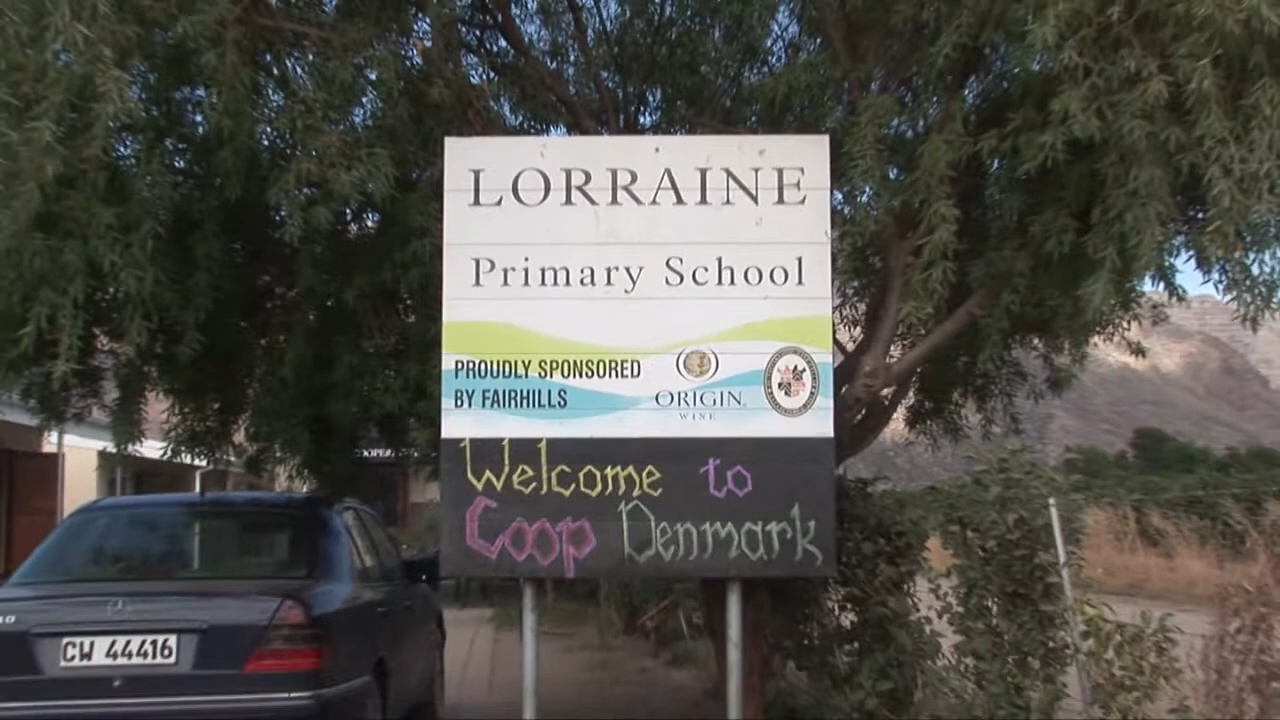 LORRAINE
Primary School
PROUDLY SPONSORED
BY FAIRHILLS
ORIGIN
WINE
Welcome to
Coop Denmark
CW 44416